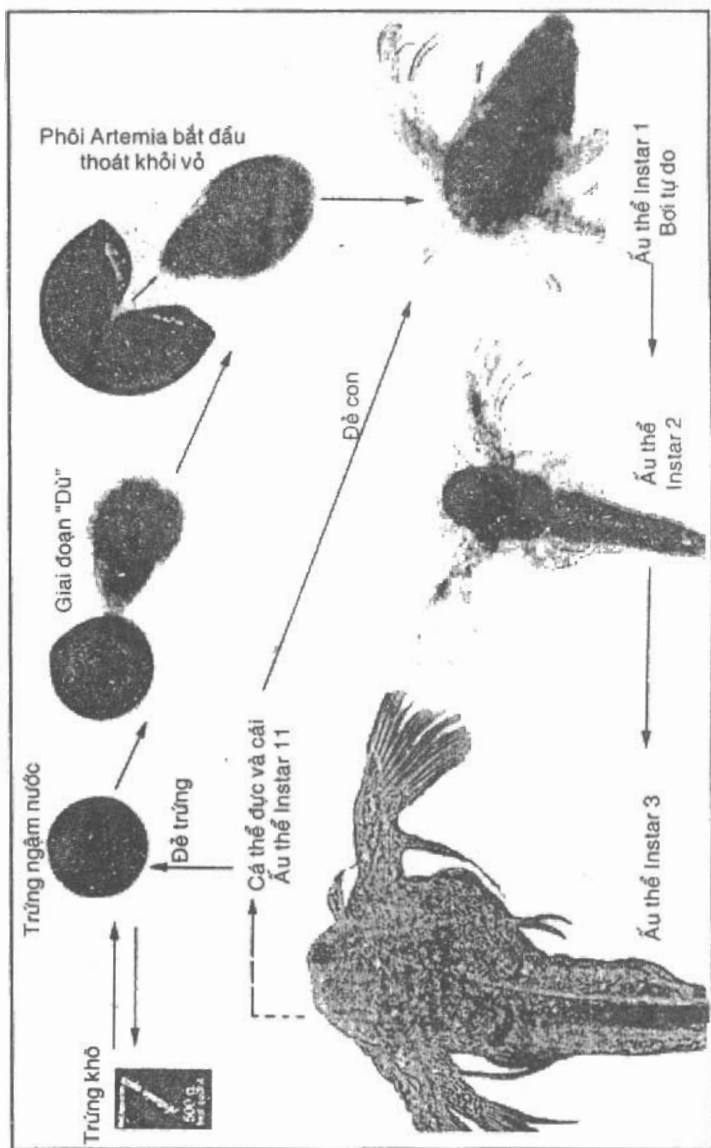 Trứng khô
500 g
Trứng ngậm nước
Giai đoạn "Dù"
Phôi Artemia bắt đầu
thoát khỏi vỏ
Đẻ trứng
Cá thể đực và cái
Ấu thể Instar 11
Đẻ con
Ấu thể Instar 1
Bơi tự do
Ấu thể
Instar 2
Ấu thể Instar 3